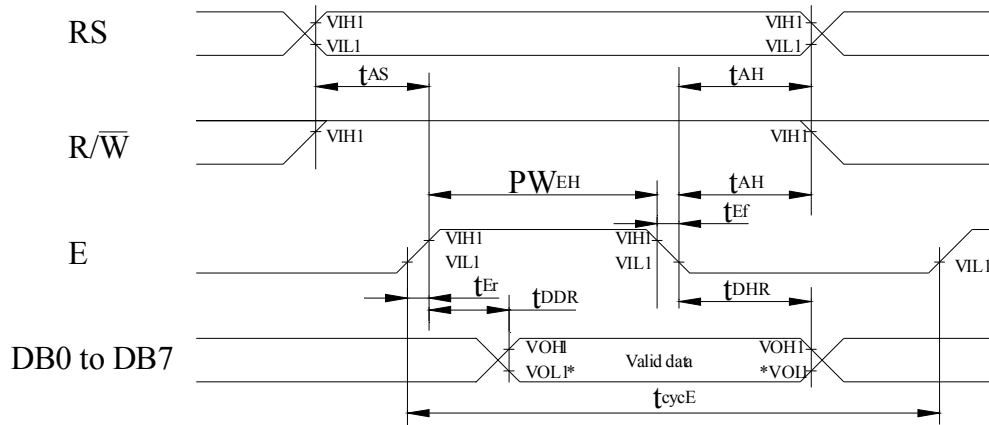 RS
VIH1
VIL1
VIH1
VIL1
tAS
tAH
R/W̅
VIH1
VIH1
PWEH
tAH
tEf
E
VIH1
VIL1
VIH1
VIL1
VIL1
tEr
tDDR
tDHR
DB0 to DB7
VOH1
VOL1*
Valid data
VOH1
*VOL1
tcycE